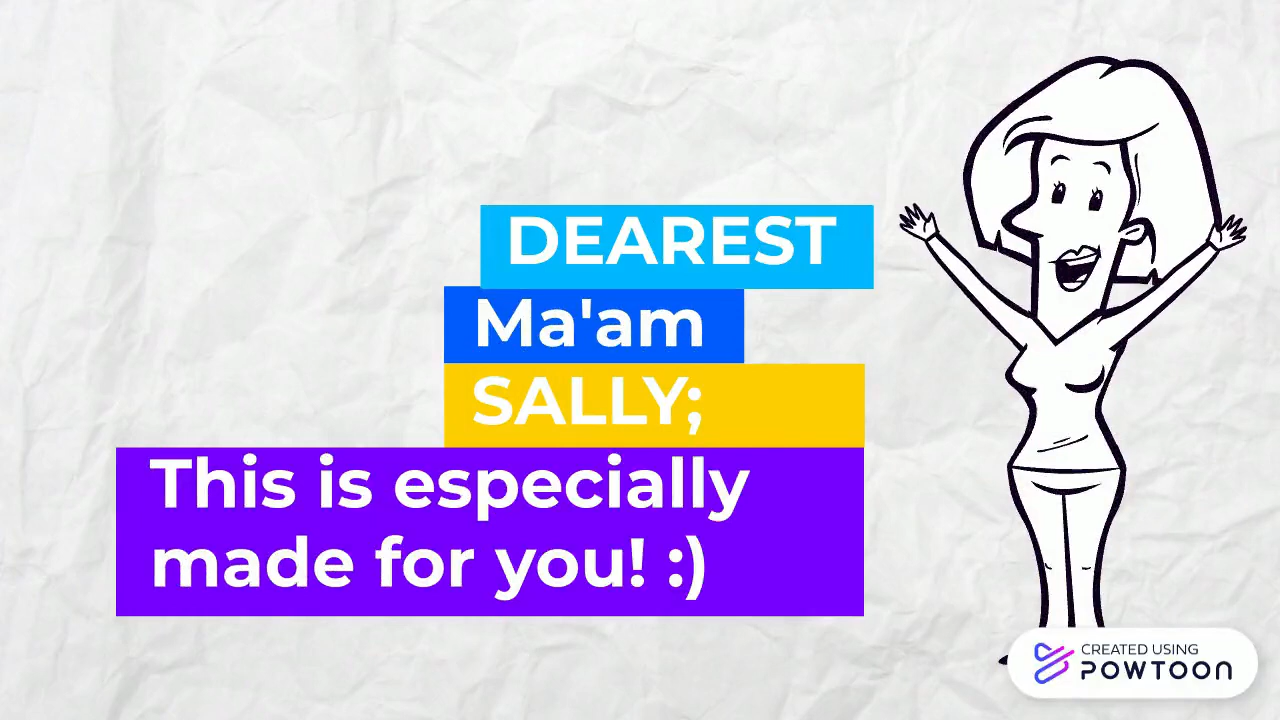 DEAREST
Ma'am
SALLY;
This is especially
made for you! :)
CREATED USING
POWTOON